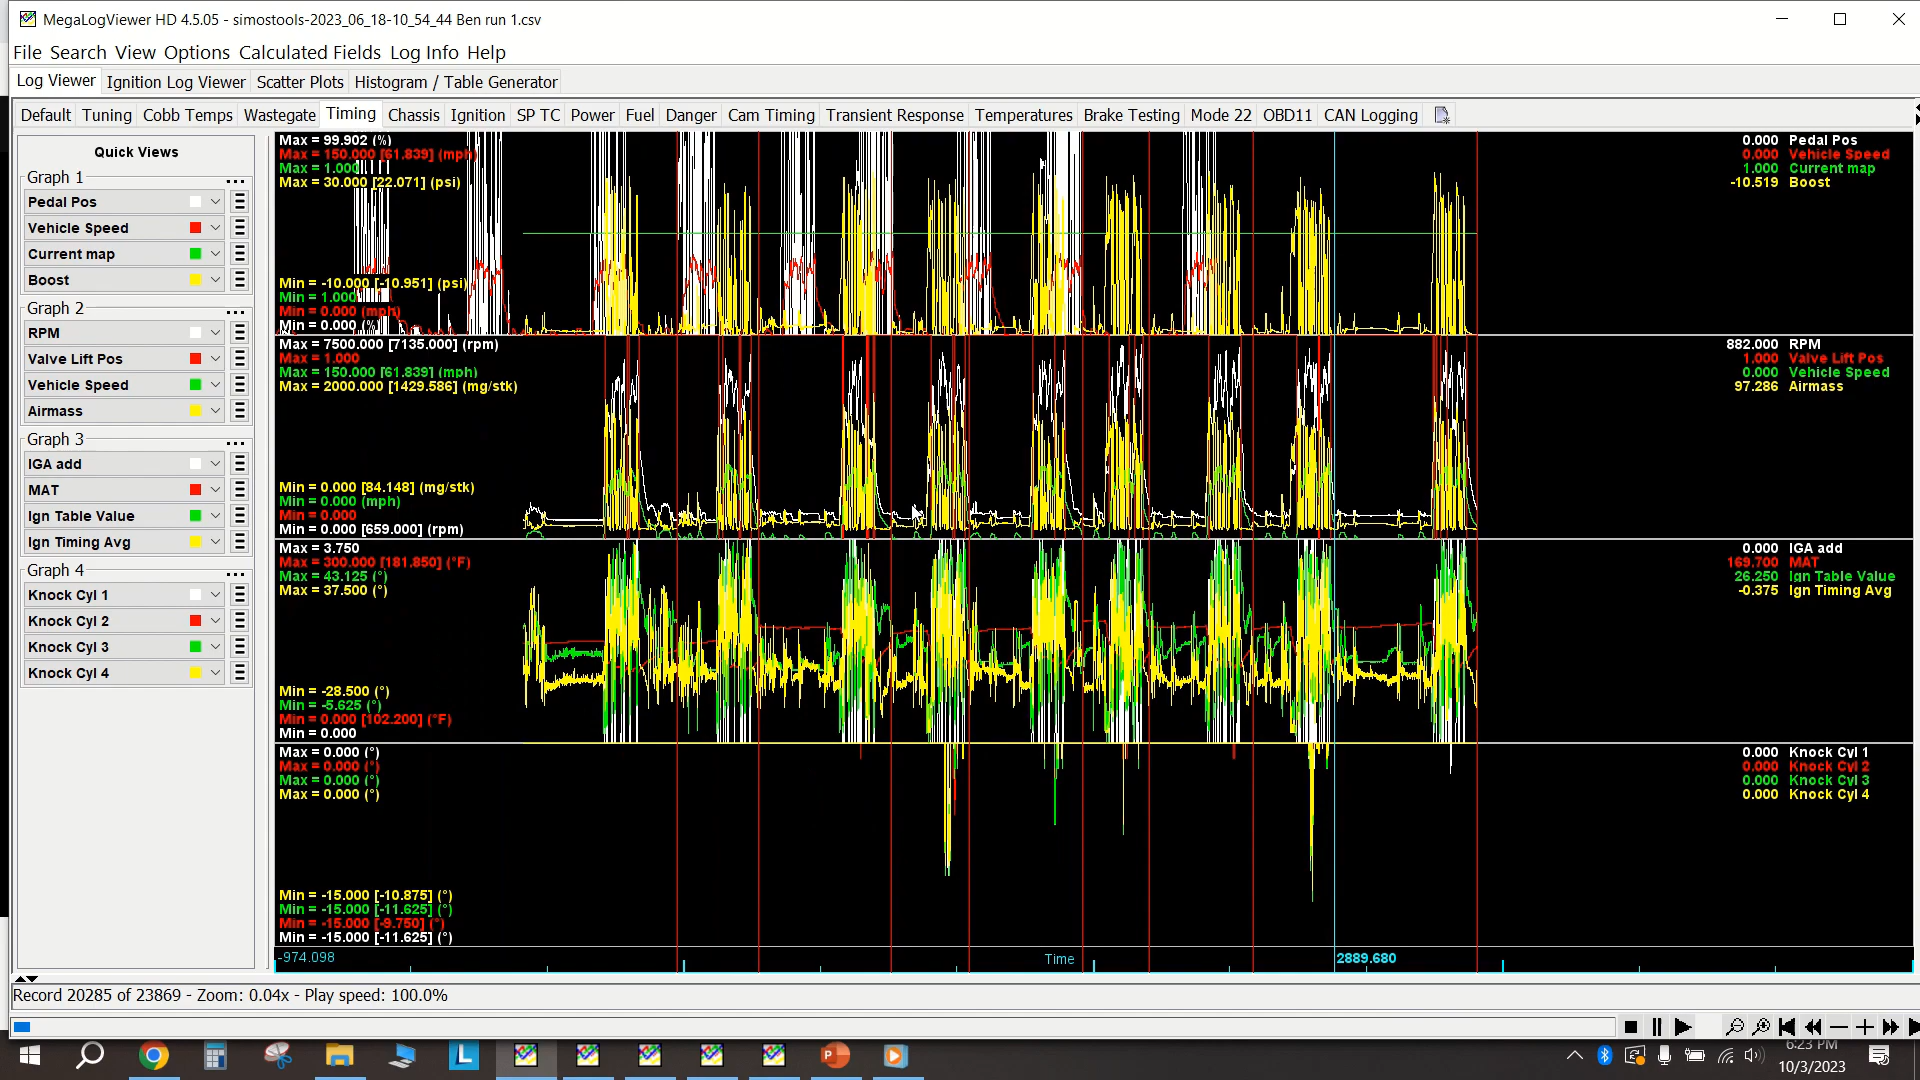 MegaLogViewer HD 4.5.05 - simostools-2023_06_18-10_54_44 Ben run 1.csv
File Search View Options Calculated Fields Log Info Help
Log Viewer Ignition Log Viewer Scatter Plots Histogram / Table Generator
Default Tuning Cobb Temps Wastegate Timing Chassis Ignition SP TC Power Fuel Danger Cam Timing Transient Response Temperatures Brake Testing Mode 22 OBD11 CAN Logging
Quick Views
Graph 1
Pedal Pos
Vehicle Speed
Current map
Boost
Graph 2
RPM
Valve Lift Pos
Vehicle Speed
Airmass
Graph 3
IGA add
MAT
Ign Table Value
Ign Timing Avg
Graph 4
Knock Cyl 1
Knock Cyl 2
Knock Cyl 3
Knock Cyl 4
Max = 99.902 (%)
Max = 150.000 [61.839] (mph)
Max = 1.000
Max = 30.000 [22.071] (psi)
Min = -10.000 [-10.951] (psi)
Min = 1.000
Min = 0.000 (mph)
Min = 0.000 (%)
0.000 Pedal Pos
0.000 Vehicle Speed
1.000 Current map
-10.519 Boost
Max = 7500.000 [7135.000] (rpm)
Max = 1.000
Max = 150.000 [61.839] (mph)
Max = 2000.000 [1429.586] (mg/stk)
Min = 0.000 [84.148] (mg/stk)
Min = 0.000 (mph)
Min = 0.000
Min = 0.000 [659.000] (rpm)
882.000 RPM
1.000 Valve Lift Pos
0.000 Vehicle Speed
97.286 Airmass
Max = 3.750
Max = 300.000 [181.850] (°F)
Max = 43.125 (°)
Max = 37.500 (°)
Min = -28.500 (°)
Min = -5.625 (°)
Min = 0.000 [102.200] (°F)
Min = 0.000
0.000 IGA add
169.700 MAT
26.250 Ign Table Value
-0.375 Ign Timing Avg
Max = 0.000 (°)
Max = 0.000 (°)
Max = 0.000 (°)
Max = 0.000 (°)
Min = -15.000 [-10.875] (°)
Min = -15.000 [-11.625] (°)
Min = -15.000 [-9.750] (°)
Min = -15.000 [-11.625] (°)
0.000 Knock Cyl 1
0.000 Knock Cyl 2
0.000 Knock Cyl 3
0.000 Knock Cyl 4
-974.098 Time 2889.680
Record 20285 of 23869 - Zoom: 0.04x - Play speed: 100.0%
L
P
6:23 PM
10/3/2023